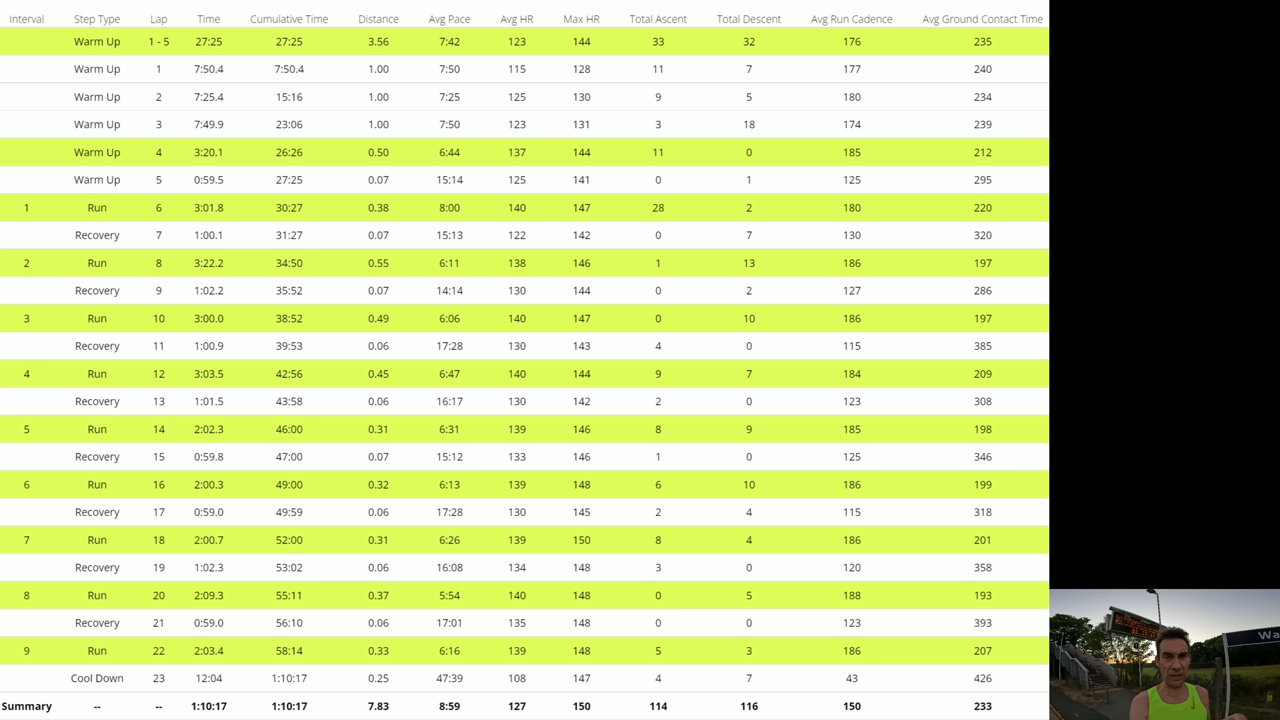 Interval Step Type Lap Time Cumulative Time Distance Avg Pace Avg HR Max HR Total Ascent Total Descent Avg Run Cadence Avg Ground Contact Time
Warm Up 1 - 5 27:25 27:25 3.56 7:42 123 144 33 32 176 235
Warm Up 1 7:50.4 7:50.4 1.00 7:50 115 128 11 7 177 240
Warm Up 2 7:25.4 15:16 1.00 7:25 125 130 9 5 180 234
Warm Up 3 7:49.9 23:06 1.00 7:50 123 131 3 18 174 239
Warm Up 4 3:20.1 26:26 0.50 6:44 137 144 11 0 185 212
Warm Up 5 0:59.5 27:25 0.07 15:14 125 141 0 1 125 295
1 Run 6 3:01.8 30:27 0.38 8:00 140 147 28 2 180 220
Recovery 7 1:00.1 31:27 0.07 15:13 122 142 0 7 130 320
2 Run 8 3:22.2 34:50 0.55 6:11 138 146 1 13 186 197
Recovery 9 1:02.2 35:52 0.07 14:14 130 144 0 2 127 286
3 Run 10 3:00.0 38:52 0.49 6:06 140 147 0 10 186 197
Recovery 11 1:00.9 39:53 0.06 17:28 130 143 4 0 115 385
4 Run 12 3:03.5 42:56 0.45 6:47 140 144 9 7 184 209
Recovery 13 1:01.5 43:58 0.06 16:17 130 142 2 0 123 308
5 Run 14 2:02.3 46:00 0.31 6:31 139 146 8 9 185 198
Recovery 15 0:59.8 47:00 0.07 15:12 133 146 1 0 125 346
6 Run 16 2:00.3 49:00 0.32 6:13 139 148 6 10 186 199
Recovery 17 0:59.0 49:59 0.06 17:28 130 145 2 4 115 318
7 Run 18 2:00.7 52:00 0.31 6:26 139 150 8 4 186 201
Recovery 19 1:02.3 53:02 0.06 16:08 134 148 3 0 120 358
8 Run 20 2:09.3 55:11 0.37 5:54 140 148 0 5 188 193
Recovery 21 0:59.0 56:10 0.06 17:01 135 148 0 0 123 393
9 Run 22 2:03.4 58:14 0.33 6:16 139 148 5 3 186 207
Cool Down 23 12:04 1:10:17 0.25 47:39 108 147 4 7 43 426
Summary -- -- 1:10:17 1:10:17 7.83 8:59 127 150 114 116 150 233
Wa